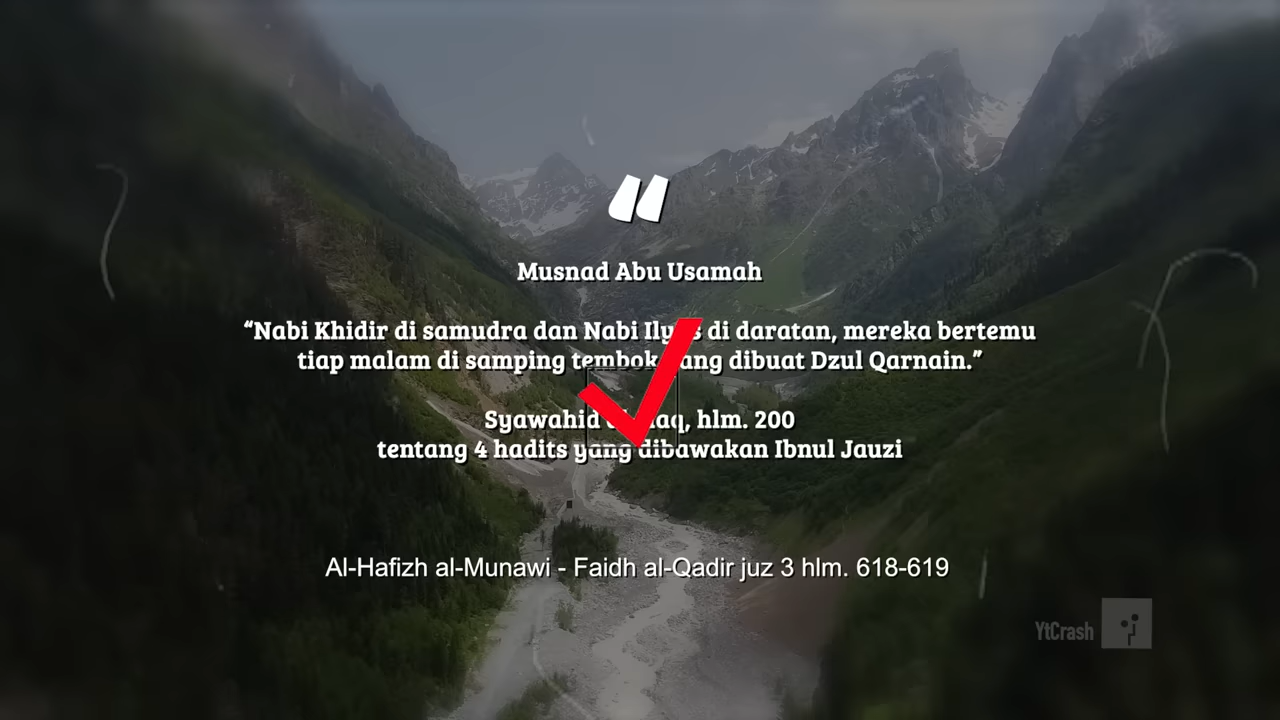 Musnad Abu Usamah
“Nabi Khidir di samudra dan Nabi di daratan, mereka bertemu
tiap malam di samping tembok dibuat Dzul Qarnain.”
Syawahid hlm. 200
tentang 4 hadits yang dibawakan Ibnul Jauzi
Al-Hafizh al-Munawi - Faidh al-Qadir juz 3 hlm. 618-619
YtCrash